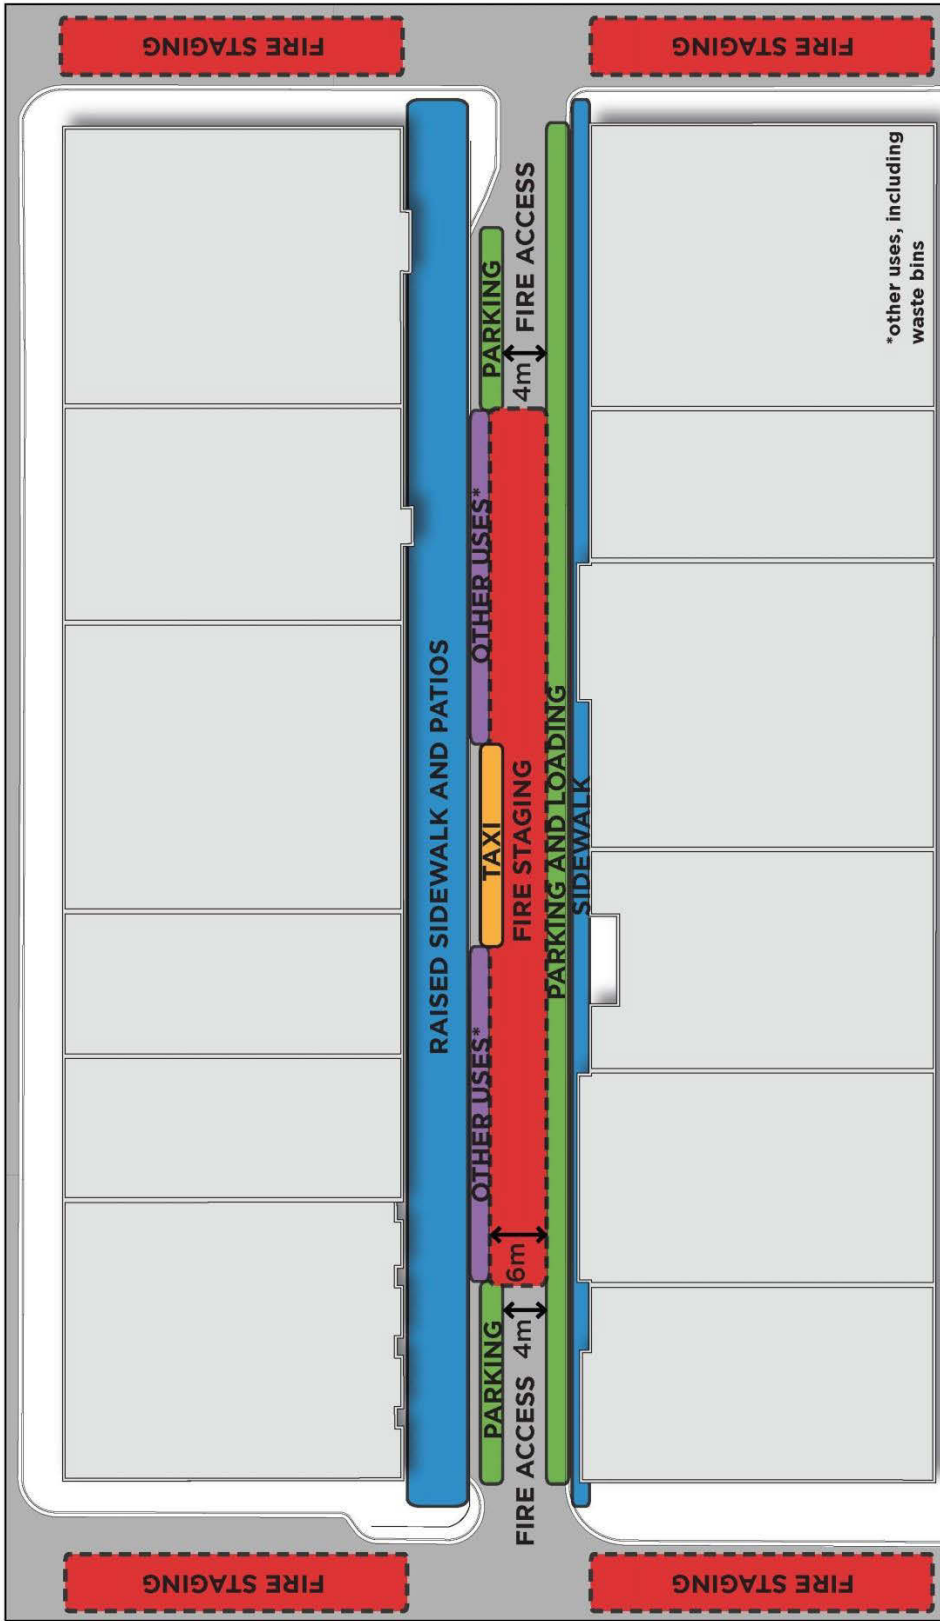 FIRE STAGING
FIRE STAGING
RAISED SIDEWALK AND PATIOS
PARKING
OTHER USES*
TAXI
OTHER USES*
PARKING
FIRE ACCESS
4m
6m
FIRE STAGING
4m
FIRE ACCESS
PARKING AND LOADING
SIDEWALK
*other uses, including
waste bins
FIRE STAGING
FIRE STAGING